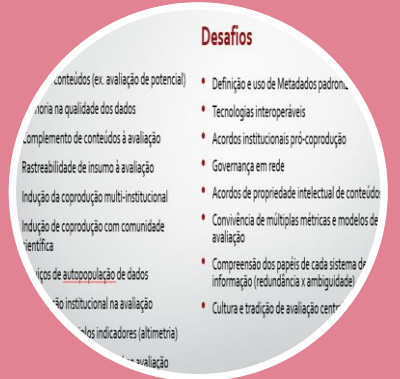 conteúdos (ex. avaliação de potencial)
na qualidade dos dados
Complemento de conteúdos à avaliação
Rastreabilidade de insumo à avaliação
Indução da coprodução multi-institucional
Indução de coprodução com comunidade
científica
de autopopulação de dados
institucional na avaliação
indicadores (altimetria)
avaliação
Desafios
• Definição e uso de Metadados
• Tecnologias interoperáveis
• Acordos institucionais pró-coprodução
• Governança em rede
• Acordos de propriedade intelectual de conteúdos
• Convivência de múltiplas métricas e modelos de
avaliação
• Compreensão dos papéis de cada sistema de
informação (redundância x ambiguidade)
• Cultura e tradição de avaliação